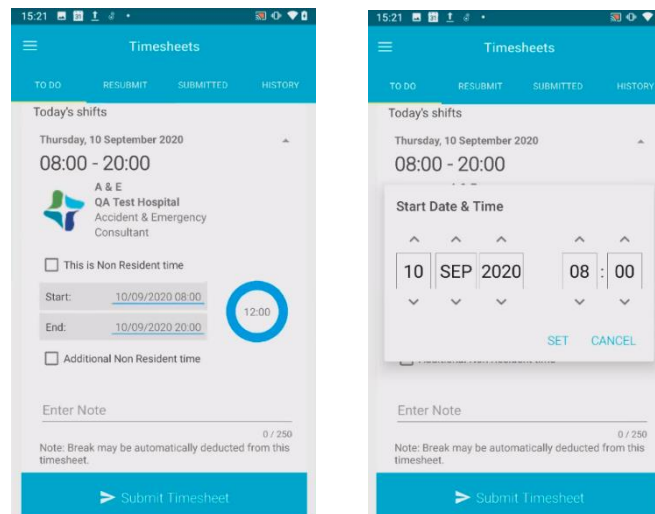 15:21
Timesheets
TO DO RESUBMIT SUBMITTED HISTORY
Today's shifts
Thursday, 10 September 2020
08:00 - 20:00
A & E
QA Test Hospital
Accident & Emergency
Consultant
This is Non Resident time
Start: 10/09/2020 08:00
12:00
End: 10/09/2020 20:00
Additional Non Resident time
Enter Note
0 / 250
Note: Break may be automatically deducted from this
timesheet.
Submit Timesheet
15:21
Timesheets
TO DO RESUBMIT SUBMITTED HISTORY
Today's shifts
Thursday, 10 September 2020
08:00 - 20:00
Start Date & Time
10 SEP 2020 08 : 00
SET CANCEL
Enter Note
0 / 250
Note: Break may be automatically deducted from this
timesheet.
Submit Timesheet